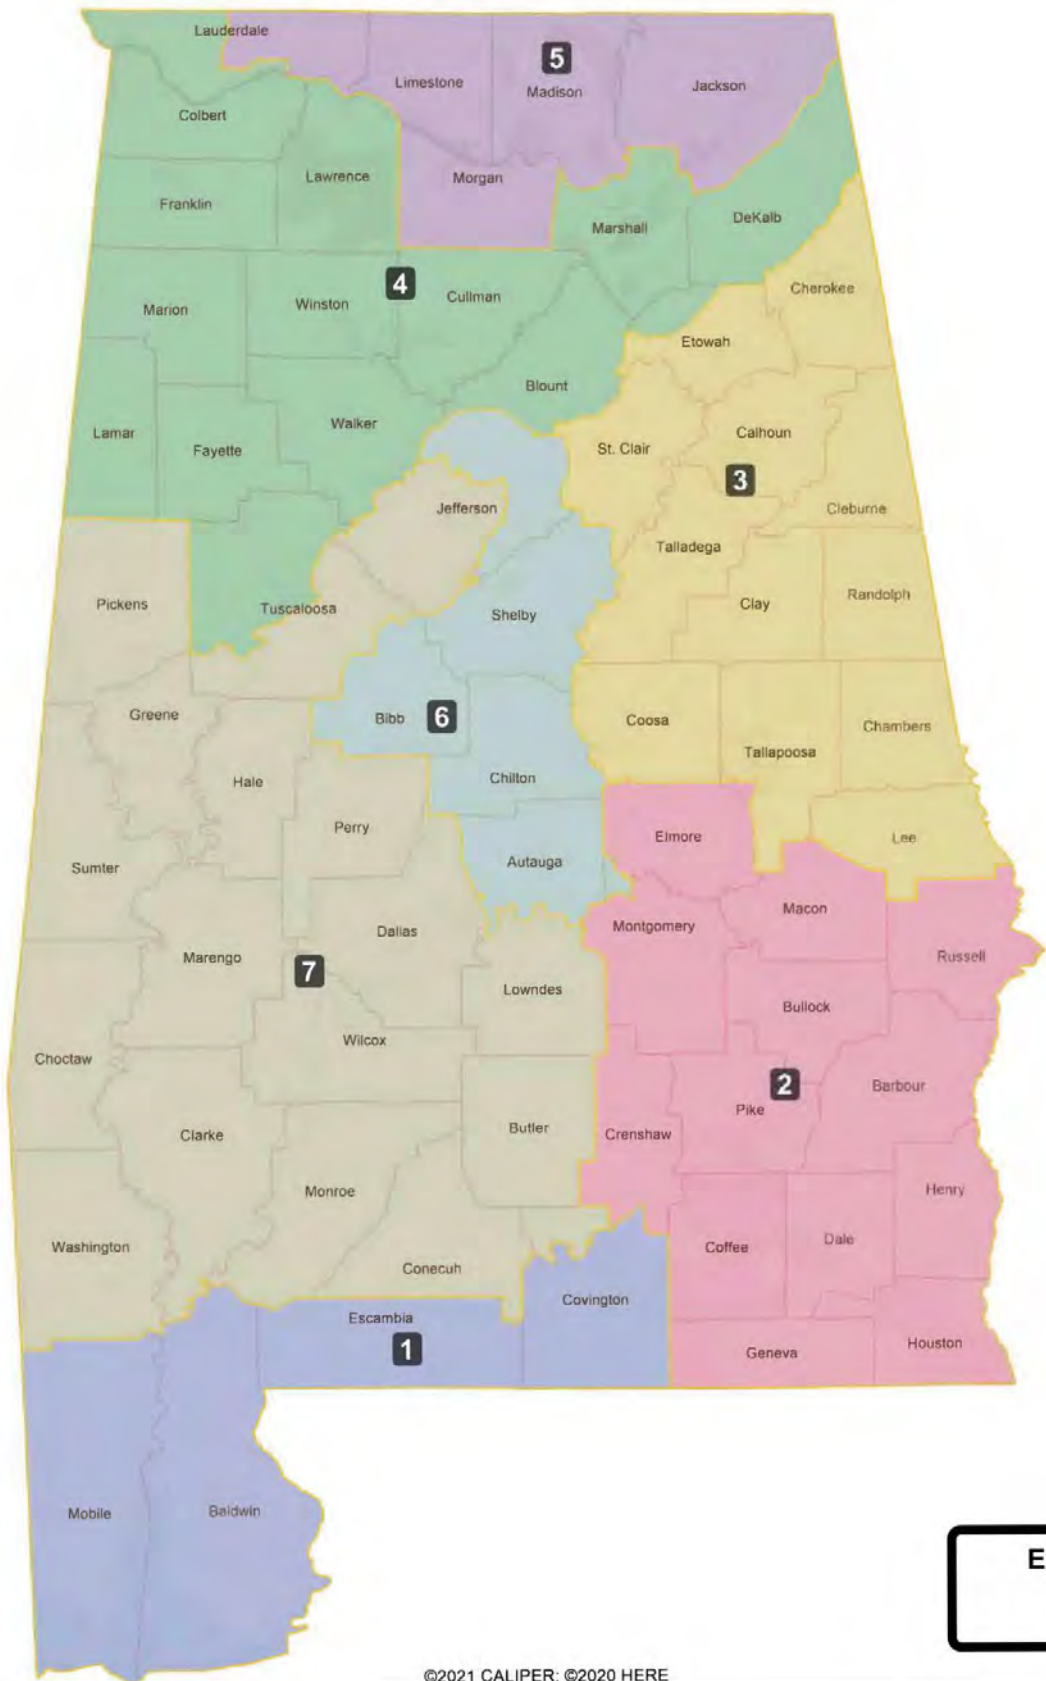 Lauderdale
5
Limestone
Madison
Jackson
Colbert
Lawrence
Morgan
Franklin
DeKalb
Marshall
4
Cherokee
Marion
Winston
Cullman
Etowah
Blount
Walker
Lamar
Calhoun
Fayette
St. Clair
3
Jefferson
Cleburne
Talladega
Pickens
Clay
Randolph
Tuscaloosa
Shelby
Greene
Bibb
6
Coosa
Chambers
Tallapoosa
Hale
Chilton
Perry
Elmore
Lee
Sumter
Autauga
Macon
Dallas
Montgomery
Marengo
7
Russell
Lowndes
Bullock
Wilcox
Choctaw
2
Barbour
Pike
Clarke
Butler
Crenshaw
Monroe
Henry
Washington
Coffee
Dale
Conecuh
Covington
Escambia
1
Geneva
Houston
Mobile
Baldwin
E
©2021 CALIPER; ©2020 HERE